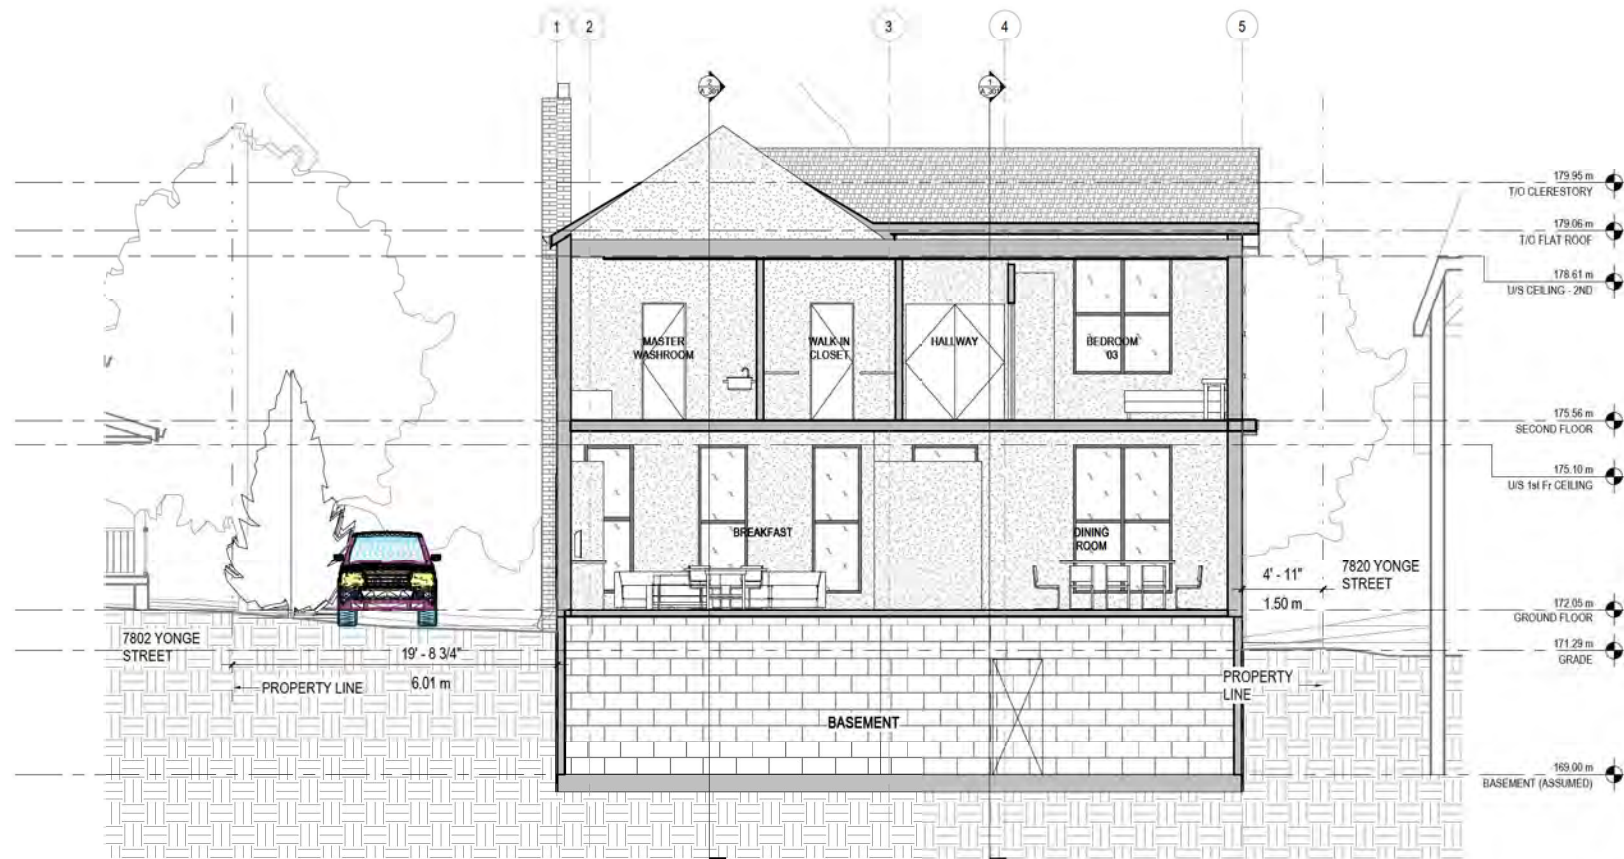 1
2
3
4
5
2
1
179.95 m
T/O CLERESTORY
179.06 m
T/O FLAT ROOF
178.61 m
U/S CEILING - 2ND
MASTER
WASHROOM
WALK-IN
CLOSET
HALLWAY
BEDROOM
03
175.56 m
SECOND FLOOR
175.10 m
U/S 1st Fr CEILING
BREAKFAST
DINING
ROOM
4' - 11"
1.50 m
7820 YONGE
STREET
172.05 m
GROUND FLOOR
7802 YONGE
STREET
19' - 8 3/4"
6.01 m
PROPERTY LINE
171.29 m
GRADE
PROPERTY
LINE
BASEMENT
169.00 m
BASEMENT (ASSUMED)